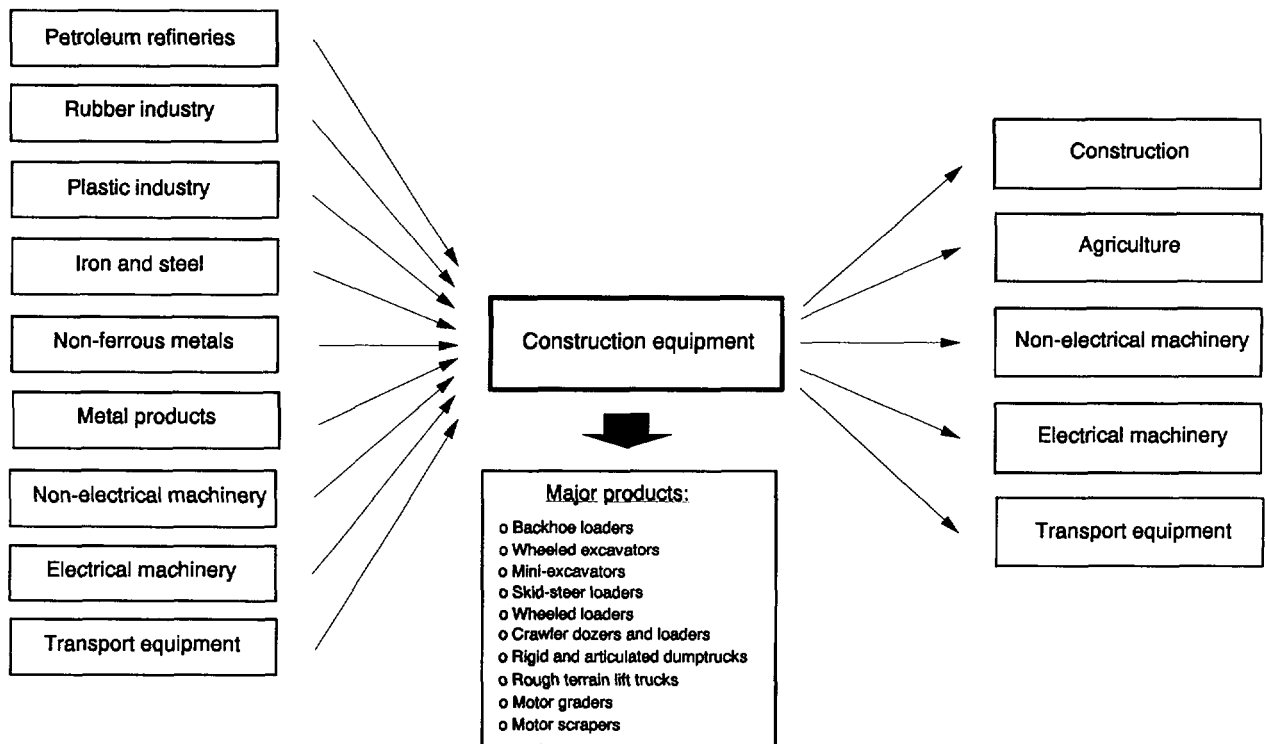 Petroleum refineries
Rubber industry
Plastic industry
Iron and steel
Non-ferrous metals
Metal products
Non-electrical machinery
Electrical machinery
Transport equipment
Construction equipment
Major products:
o Backhoe loaders
o Wheeled excavators
o Mini-excavators
o Skid-steer loaders
o Wheeled loaders
o Crawler dozers and loaders
o Rigid and articulated dumptrucks
o Rough terrain lift trucks
o Motor graders
o Motor scrapers
Construction
Agriculture
Non-electrical machinery
Electrical machinery
Transport equipment